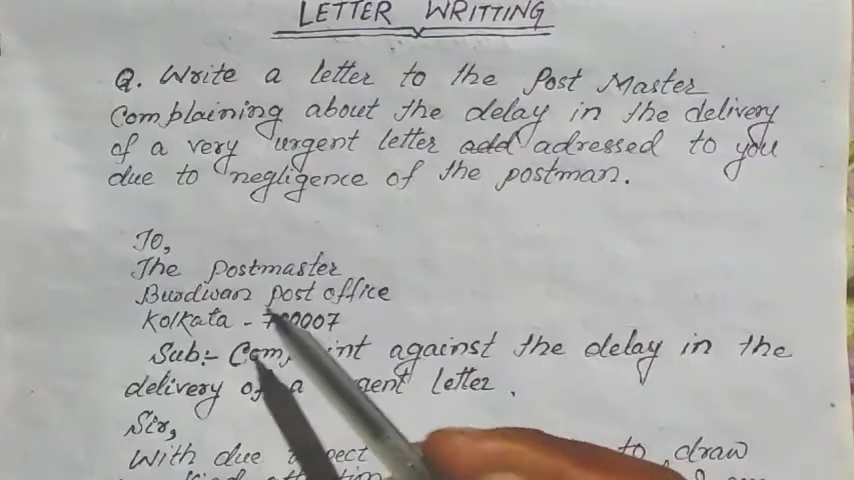 LETTER WRITTING
Q. Write a letter to the Post Master
Complaining about the delay in the delivery
of a very urgent letter add adressed to you
due to negligence of the postman.
To,
The Postmaster
Burdwan post office
Kolkata - 700007
Sub:- against the delay in the
delivery of a letter.
Sir,
With due to draw